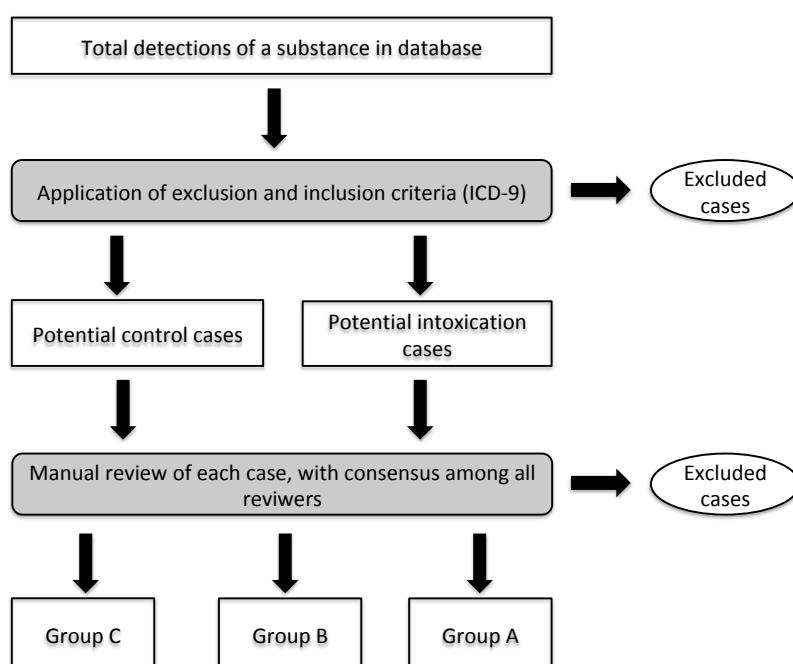 Total detections of a substance in database
Application of exclusion and inclusion criteria (ICD-9)
Excluded
cases
Potential control cases
Potential intoxication
cases
Manual review of each case, with consensus among all
reviwers
Excluded
cases
Group C
Group B
Group A